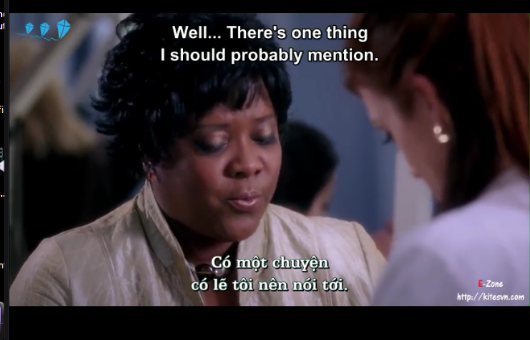 Well... There's one thing
I should probably mention.
Có một chuyện
có lẽ tôi nên nói tới.
E-Zone
http://kitesvn.com